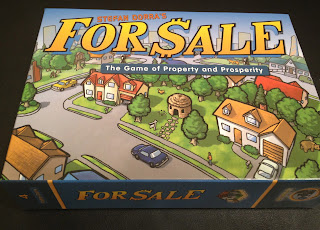 STEFAN DORRA'S
FOR SALE
The Game of Property and Prosperity
FOR SALE